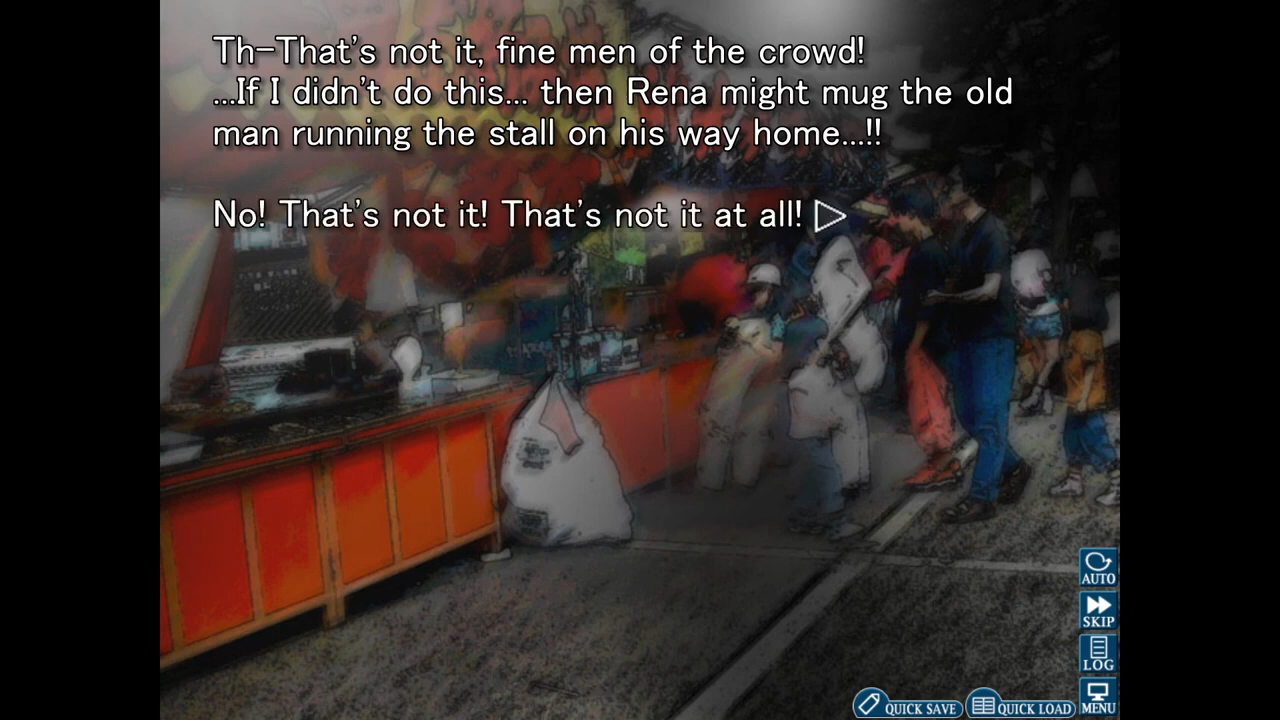 Th-That's not it, fine men of the crowd!
...If I didn't do this... then Rena might mug the old
man running the stall on his way home...!!
No! That's not it! That's not it at all!
AUTO
SKIP
LOG
MENU
QUICK SAVE
QUICK LOAD